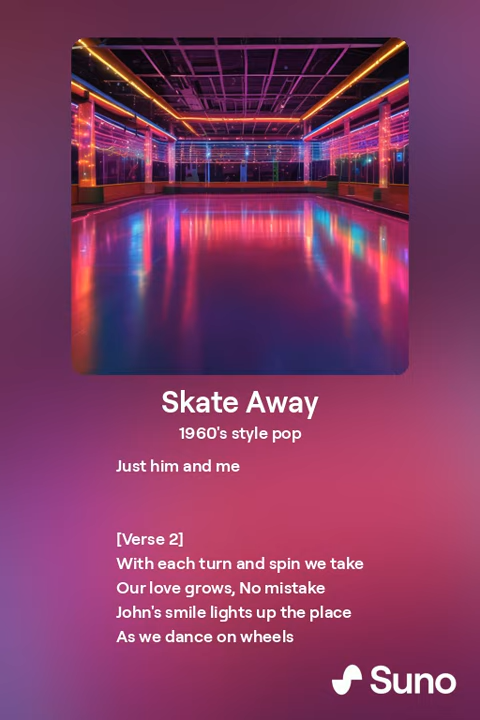 Skate Away
1960's style pop
Just him and me
[Verse 2]
With each turn and spin we take
Our love grows, No mistake
John's smile lights up the place
As we dance on wheels
Suno